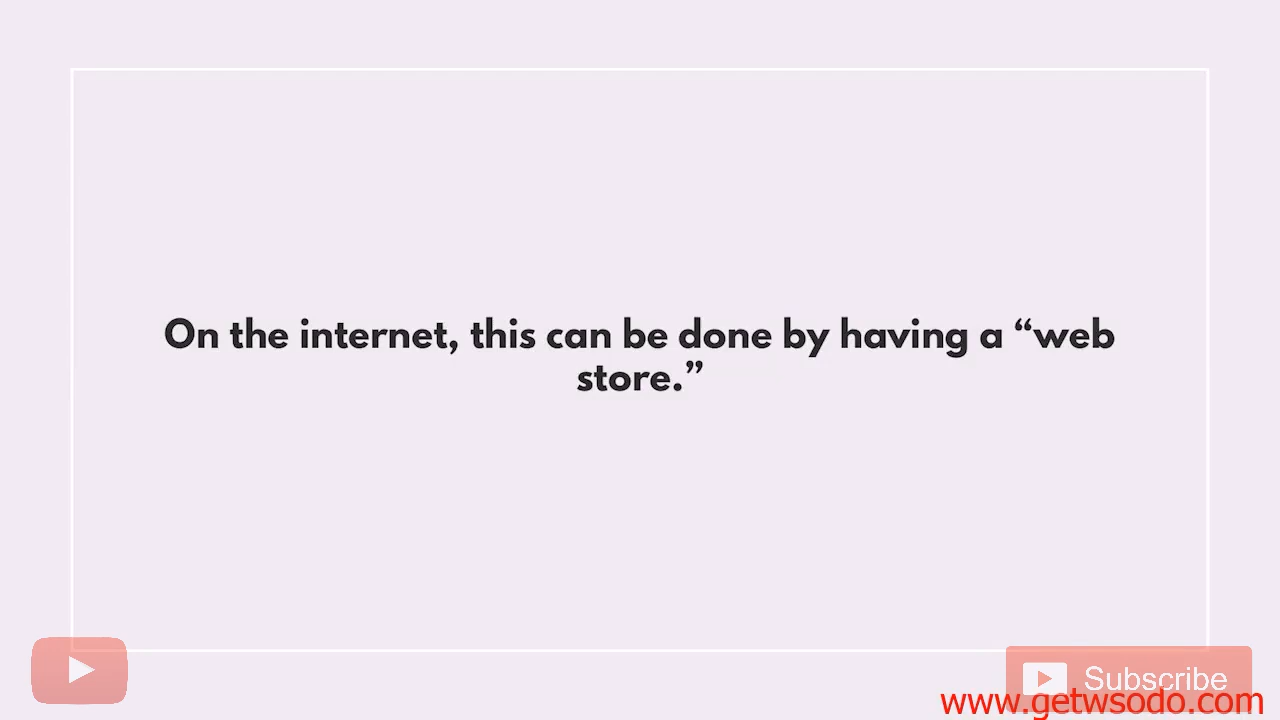 On the internet, this can be done by having a “web
store.”
Subscribe
www.getwsodo.com